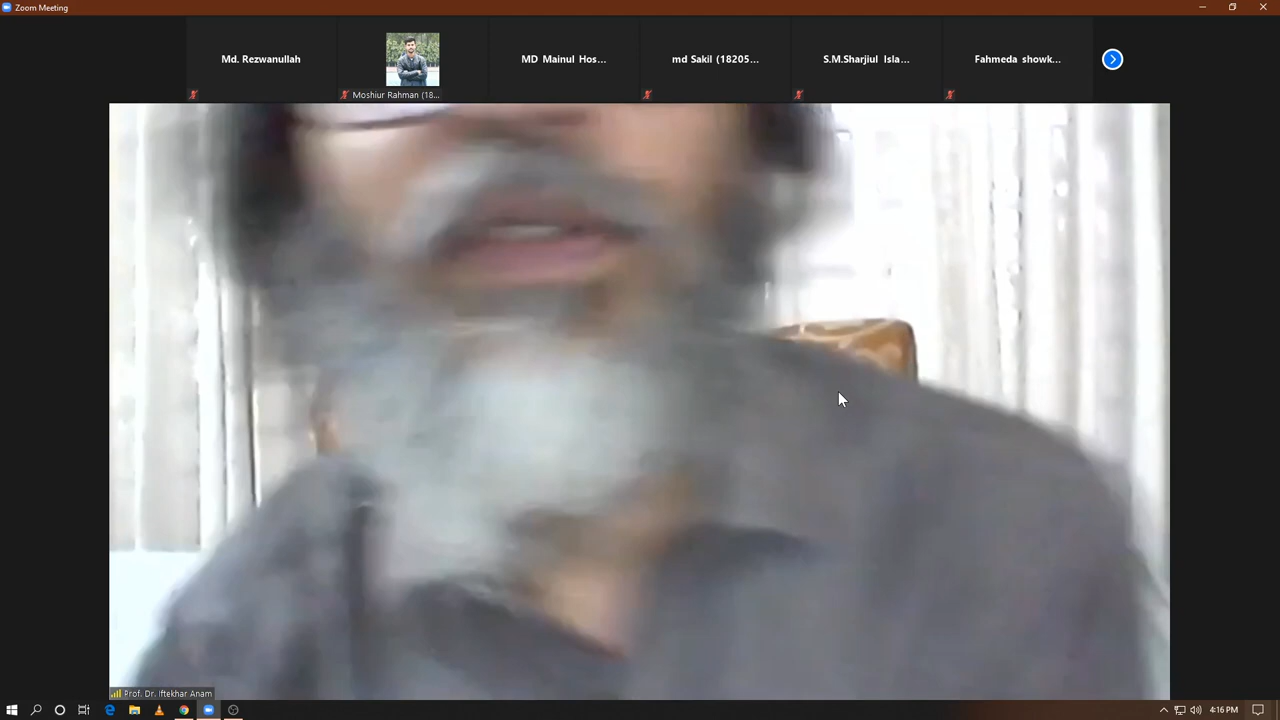 Zoom Meeting
Md. Rezwanullah
Moshiur Rahman (18...
MD Mainul Hos...
md Sakil (18205...
S.M.Sharjiul Isla...
Fahmeda showk...
Prof. Dr. Iftekhar Anam
4:16 PM